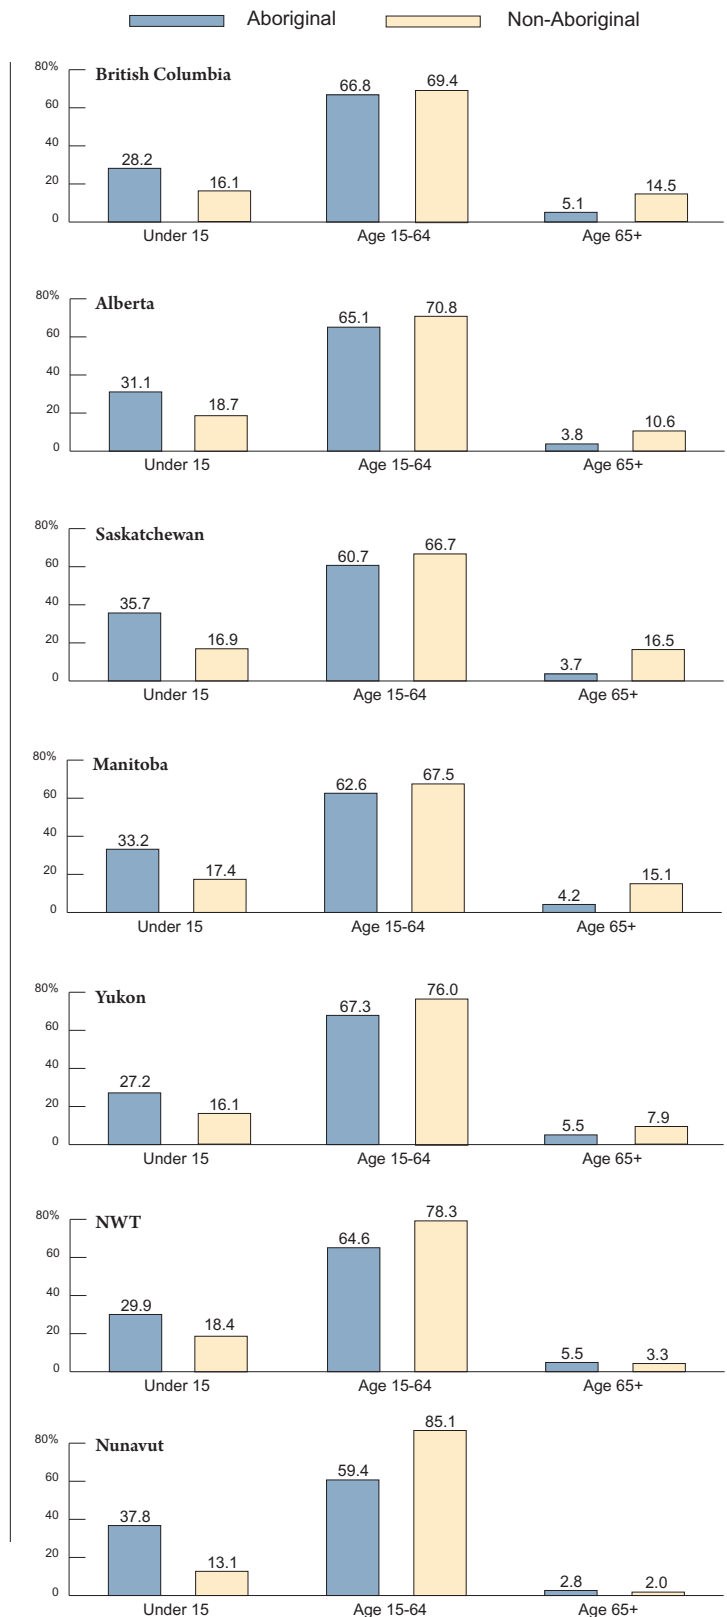 Aboriginal Non-Aboriginal
80% British Columbia
66.8 69.4
60
40
28.2
20 16.1 14.5
5.1
0
Under 15 Age 15-64 Age 65+
80% Alberta
65.1 70.8
60
40
31.1
20 18.7 10.6
3.8
0
Under 15 Age 15-64 Age 65+
80% Saskatchewan
60.7 66.7
60
40
35.7
20 16.9 16.5
3.7
0
Under 15 Age 15-64 Age 65+
80% Manitoba
62.6 67.5
60
40
33.2
20 17.4 15.1
4.2
0
Under 15 Age 15-64 Age 65+
80% Yukon
67.3 76.0
60
40
27.2
20 16.1 7.9
5.5
0
Under 15 Age 15-64 Age 65+
80% NWT
64.6 78.3
60
40
29.9
20 18.4
5.5 3.3
0
Under 15 Age 15-64 Age 65+
85.1
80% Nunavut
59.4
60
40
37.8
20 13.1
2.8 2.0
0
Under 15 Age 15-64 Age 65+